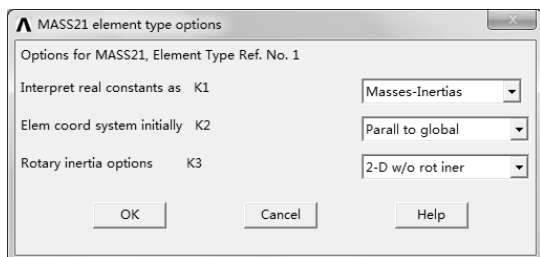 MASS21 element type options
Options for MASS21, Element Type Ref. No. 1
Interpret real constants as K1 Masses-Inertias
Elem coord system initially K2 Parall to global
Rotary inertia options K3 2-D w/o rot iner
OK Cancel Help